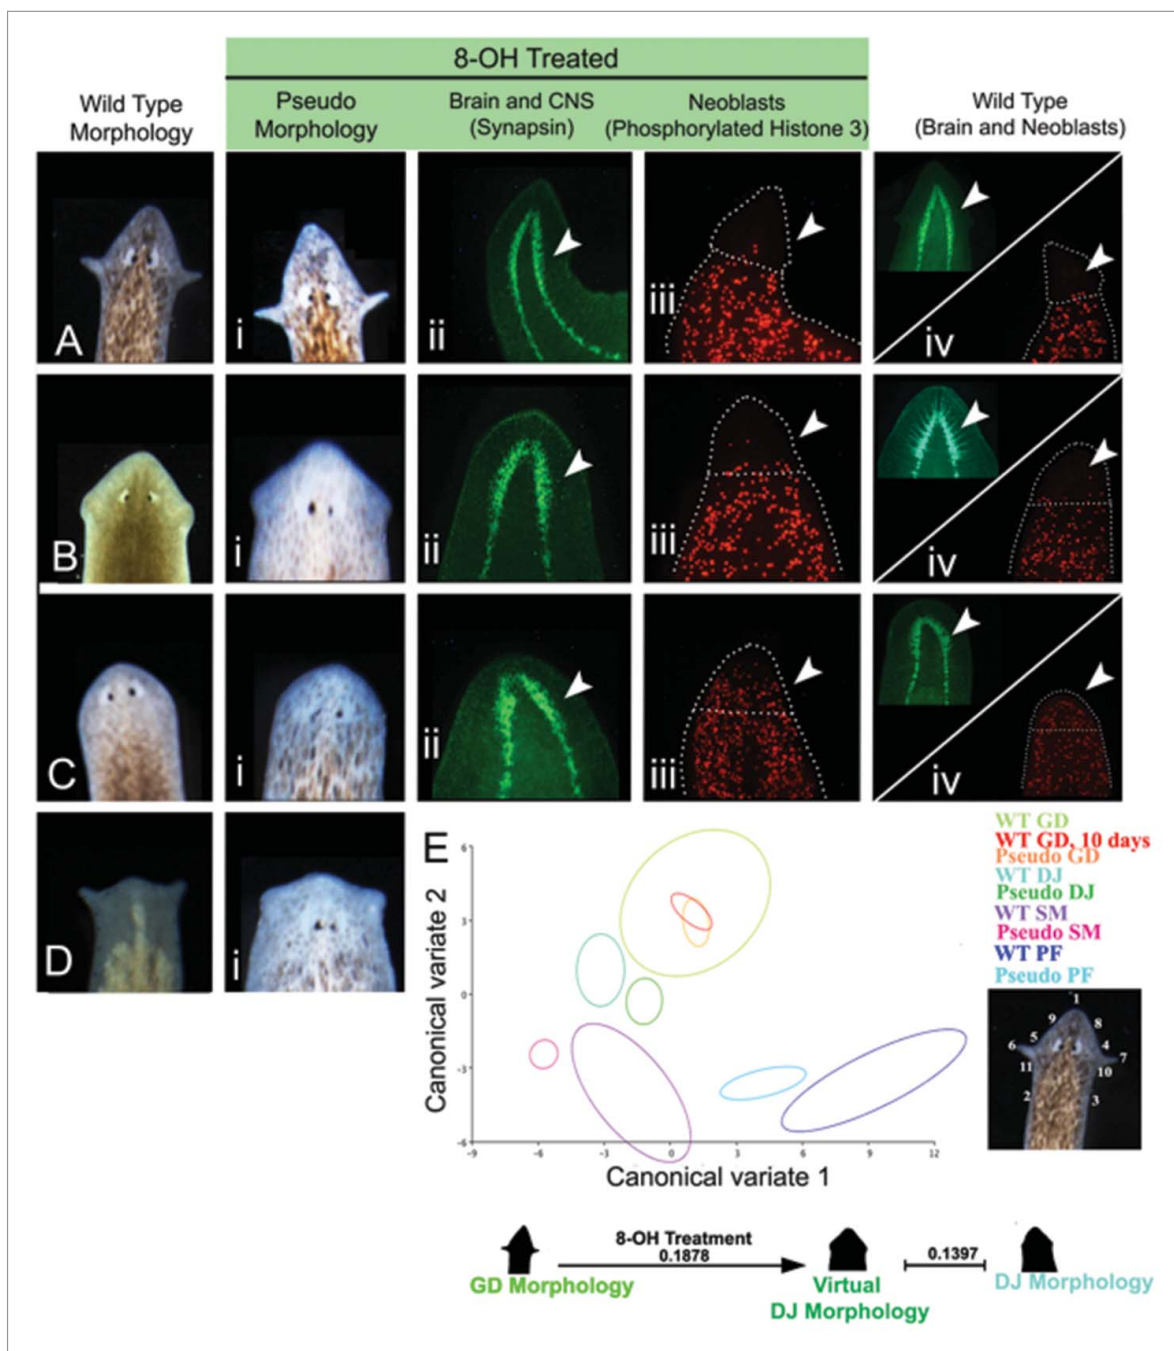 8-OH Treated
Wild Type
Morphology
Pseudo
Morphology
Brain and CNS
(Synapsin)
Neoblasts
(Phosphorylated Histone 3)
Wild Type
(Brain and Neoblasts)
A
i
ii
iii
iv
B
i
ii
iii
iv
C
i
ii
iii
iv
D
i
E
WT GD
WT GD, 10 days
Pseudo GD
WT DJ
Pseudo DJ
WT SM
Pseudo SM
WT PF
Pseudo PF
Canonical variate 2
6
3
0
-3
-6
-9
-6
-3
0
3
6
9
12
Canonical variate 1
1
9
8
5
4
6
7
11
10
2
3
8-OH Treatment
0.1878
0.1397
GD Morphology
Virtual
DJ Morphology
DJ Morphology